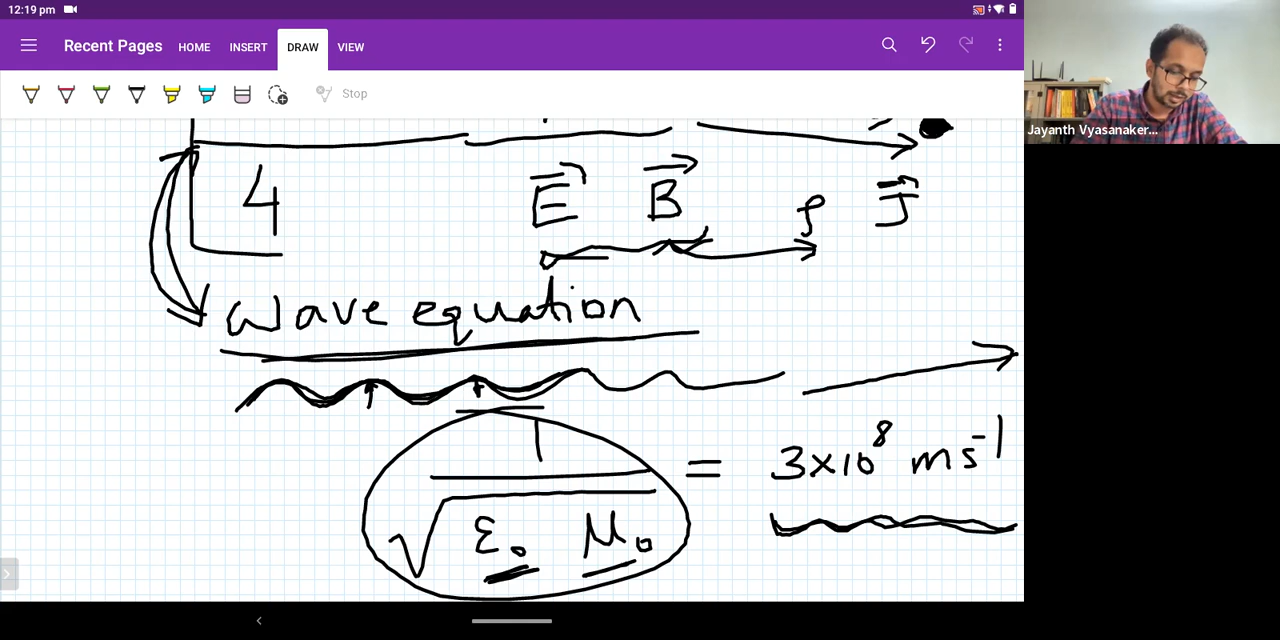 12:19 pm
Recent Pages HOME INSERT DRAW VIEW
Stop
Jayanth Vyasanaker...
4 E B ρ J
Wave equation
1
√ε₀ μ₀ = 3×10⁸ ms⁻¹